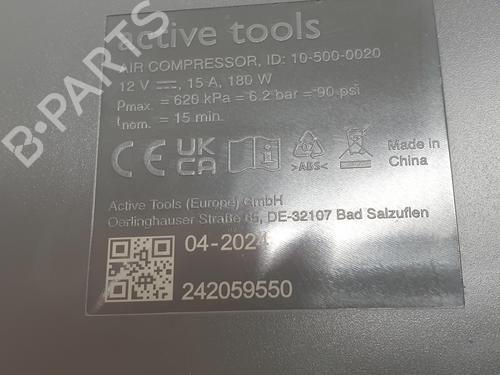 active tools
AIR COMPRESSOR, ID: 10-500-0020
12 V ⎓, 15 A, 180 W
Pmax. = 620 kPa = 6.2 bar = 90 psi
tnom. = 15 min.
CE UK CA 07 >ABS< Made in China
Active Tools (Europe) GmbH
Oerlinghauser Straße 65, DE-32107 Bad Salzuflen
04-2024
242059550
B-PARTS